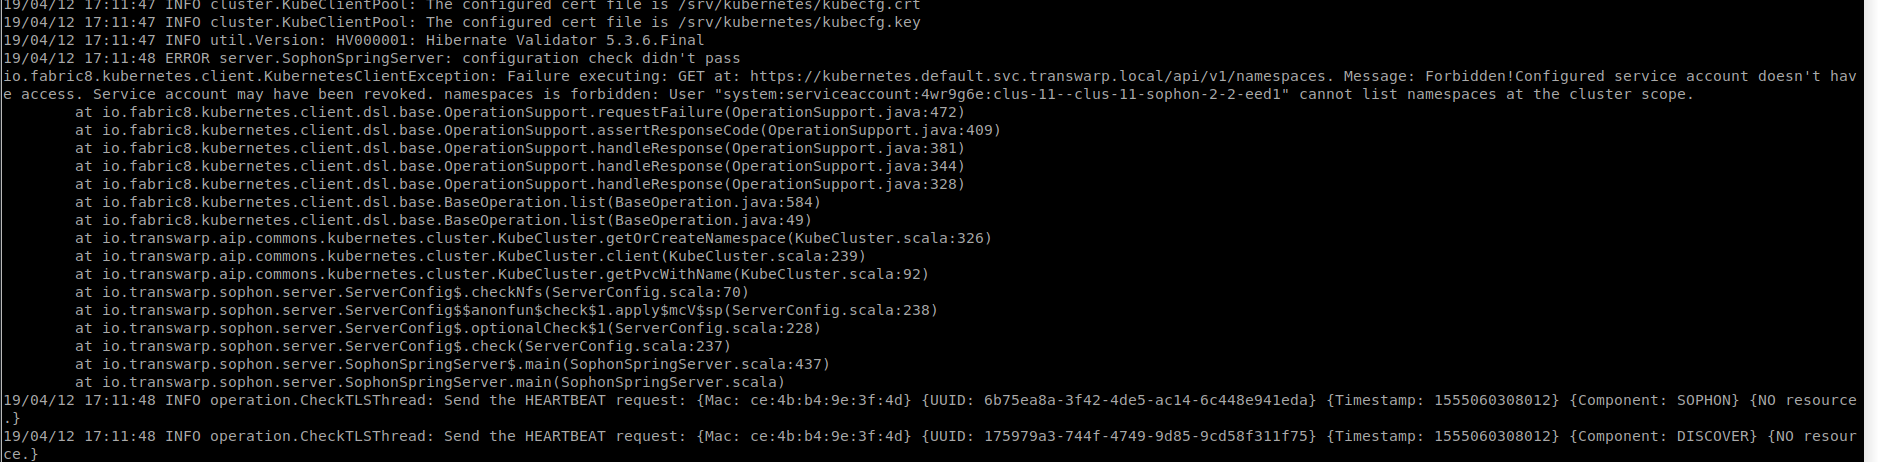 19/04/12 17:11:47 INFO cluster.KubeClientPool: The configured cert file is /srv/kubernetes/kubecfg.crt
19/04/12 17:11:47 INFO cluster.KubeClientPool: The configured cert file is /srv/kubernetes/kubecfg.key
19/04/12 17:11:47 INFO util.Version: HV000001: Hibernate Validator 5.3.6.Final
19/04/12 17:11:48 ERROR server.SophonSpringServer: configuration check didn't pass
io.fabric8.kubernetes.client.KubernetesClientException: Failure executing: GET at: https://kubernetes.default.svc.transwarp.local/api/v1/namespaces. Message: Forbidden!Configured service account doesn't hav
e access. Service account may have been revoked. namespaces is forbidden: User "system:serviceaccount:4wr9g6e:clus-11--clus-11-sophon-2-2-eed1" cannot list namespaces at the cluster scope.
        at io.fabric8.kubernetes.client.dsl.base.OperationSupport.requestFailure(OperationSupport.java:472)
        at io.fabric8.kubernetes.client.dsl.base.OperationSupport.assertResponseCode(OperationSupport.java:409)
        at io.fabric8.kubernetes.client.dsl.base.OperationSupport.handleResponse(OperationSupport.java:381)
        at io.fabric8.kubernetes.client.dsl.base.OperationSupport.handleResponse(OperationSupport.java:344)
        at io.fabric8.kubernetes.client.dsl.base.OperationSupport.handleResponse(OperationSupport.java:328)
        at io.fabric8.kubernetes.client.dsl.base.BaseOperation.list(BaseOperation.java:584)
        at io.fabric8.kubernetes.client.dsl.base.BaseOperation.list(BaseOperation.java:49)
        at io.transwarp.aip.commons.kubernetes.cluster.KubeCluster.getOrCreateNamespace(KubeCluster.scala:326)
        at io.transwarp.aip.commons.kubernetes.cluster.KubeCluster.client(KubeCluster.scala:239)
        at io.transwarp.aip.commons.kubernetes.cluster.KubeCluster.getPvcWithName(KubeCluster.scala:92)
        at io.transwarp.sophon.server.ServerConfig$.checkNfs(ServerConfig.scala:70)
        at io.transwarp.sophon.server.ServerConfig$$anonfun$check$1.apply$mcV$sp(ServerConfig.scala:238)
        at io.transwarp.sophon.server.ServerConfig$.optionalCheck$1(ServerConfig.scala:228)
        at io.transwarp.sophon.server.ServerConfig$.check(ServerConfig.scala:237)
        at io.transwarp.sophon.server.SophonSpringServer$.main(SophonSpringServer.scala:437)
        at io.transwarp.sophon.server.SophonSpringServer.main(SophonSpringServer.scala)
19/04/12 17:11:48 INFO operation.CheckTLSThread: Send the HEARTBEAT request: {Mac: ce:4b:b4:9e:3f:4d} {UUID: 6b75ea8a-3f42-4de5-ac14-6c448e941eda} {Timestamp: 1555060308012} {Component: SOPHON} {NO resource
.}
19/04/12 17:11:48 INFO operation.CheckTLSThread: Send the HEARTBEAT request: {Mac: ce:4b:b4:9e:3f:4d} {UUID: 175979a3-744f-4749-9d85-9cd58f311f75} {Timestamp: 1555060308012} {Component: DISCOVER} {NO resour
ce.}